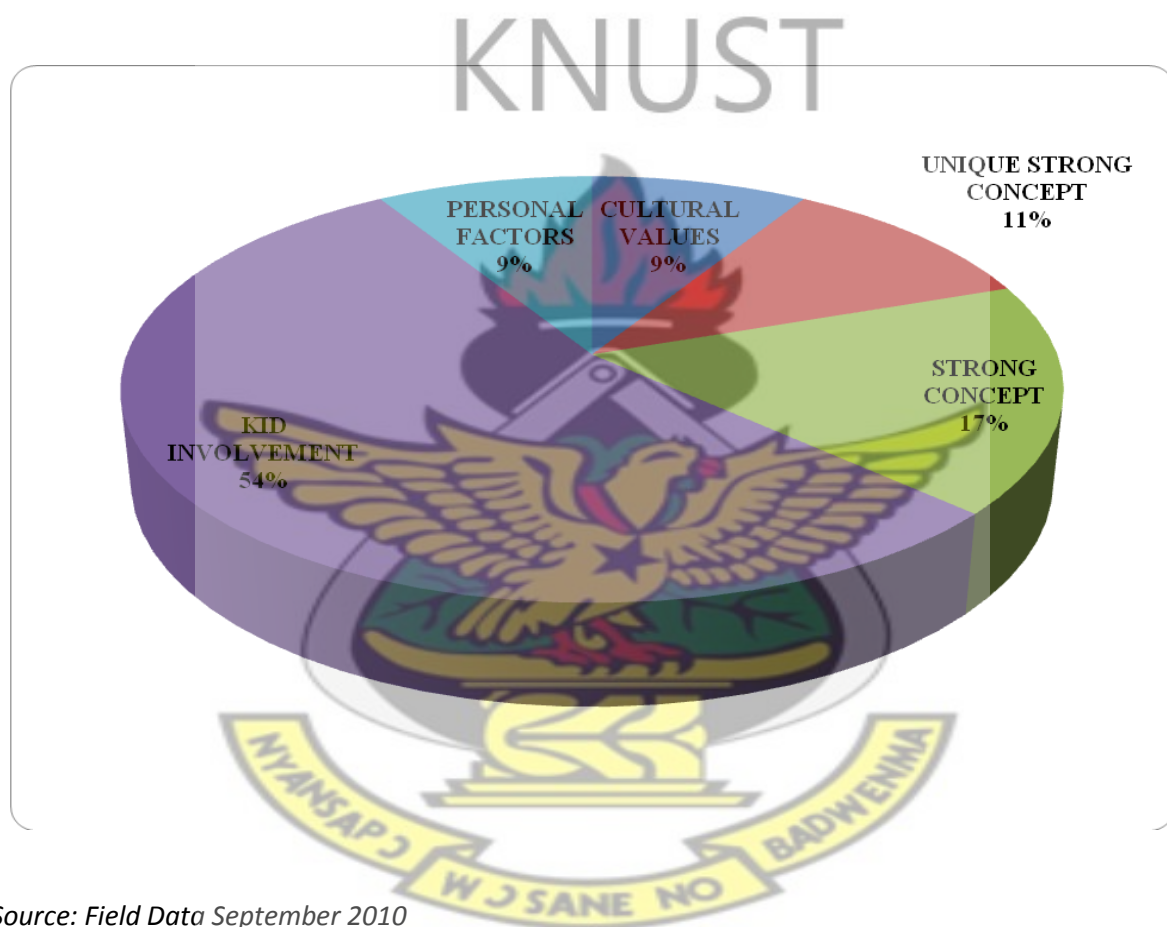 KNUST
UNIQUE STRONG
CONCEPT
11%
PERSONAL
FACTORS
9%
CULTURAL
VALUES
9%
STRONG
CONCEPT
17%
KID
INVOLVEMENT
54%
NYANSAPƆ
WƆSANE NO
BADWENMA
Source: Field Data September 2010